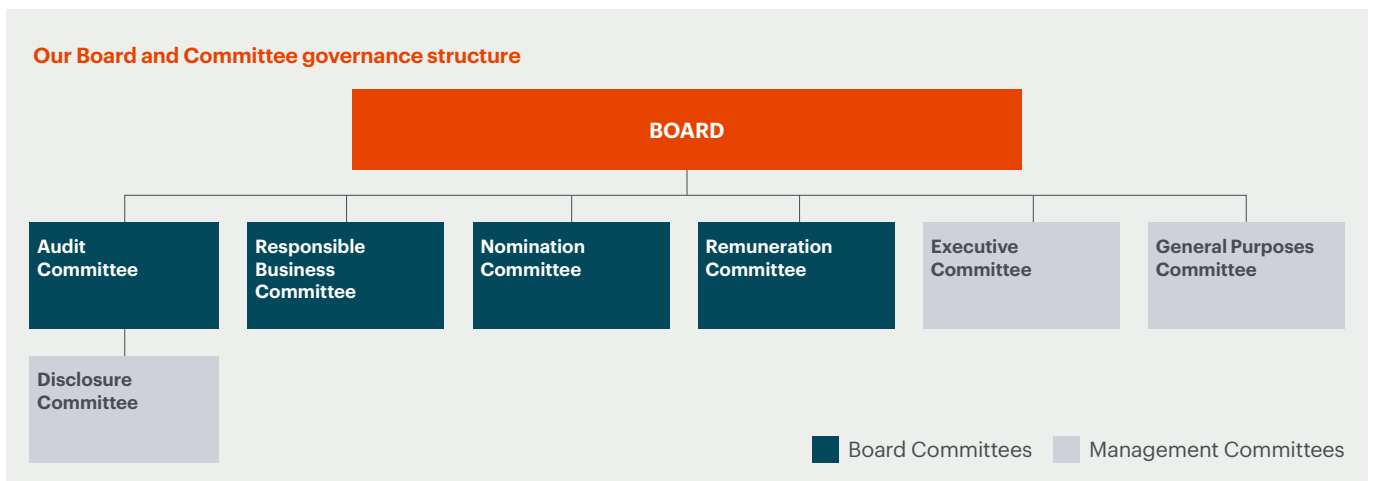 Our Board and Committee governance structure
BOARD
Audit
Committee
Responsible
Business
Committee
Nomination
Committee
Remuneration
Committee
Executive
Committee
General Purposes
Committee
Disclosure
Committee
Board Committees
Management Committees